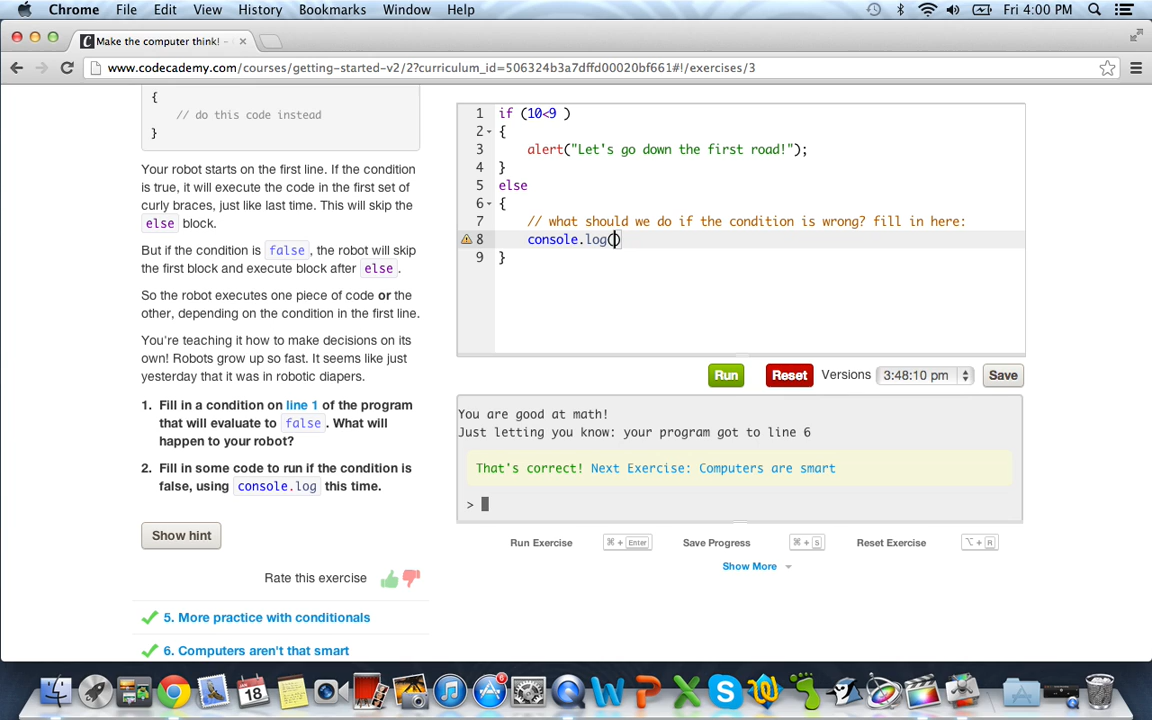 Chrome File Edit View History Bookmarks Window Help Fri 4:00 PM
Make the computer think! -
www.codecademy.com/courses/getting-started-v2/2?curriculum_id=506324b3a7dffd00020bf661#!/exercises/3
{
// do this code instead
}
Your robot starts on the first line. If the condition
is true, it will execute the code in the first set of
curly braces, just like last time. This will skip the
else block.
But if the condition is false, the robot will skip
the first block and execute block after else.
So the robot executes one piece of code or the
other, depending on the condition in the first line.
You're teaching it how to make decisions on its
own! Robots grow up so fast. It seems like just
yesterday that it was in robotic diapers.
1. Fill in a condition on line 1 of the program
that will evaluate to false. What will
happen to your robot?
2. Fill in some code to run if the condition is
false, using console.log this time.
Show hint
Rate this exercise
5. More practice with conditionals
6. Computers aren't that smart
1 if (10<9 )
2 {
3 alert("Let's go down the first road!");
4 }
5 else
6 {
7 // what should we do if the condition is wrong? fill in here:
8 console.log()
9 }
Run Reset Versions 3:48:10 pm Save
You are good at math!
Just letting you know: your program got to line 6
That's correct! Next Exercise: Computers are smart
>
Run Exercise ⌘ + Enter Save Progress ⌘ + S Reset Exercise ⌥ + R
Show More
JAN 18 6